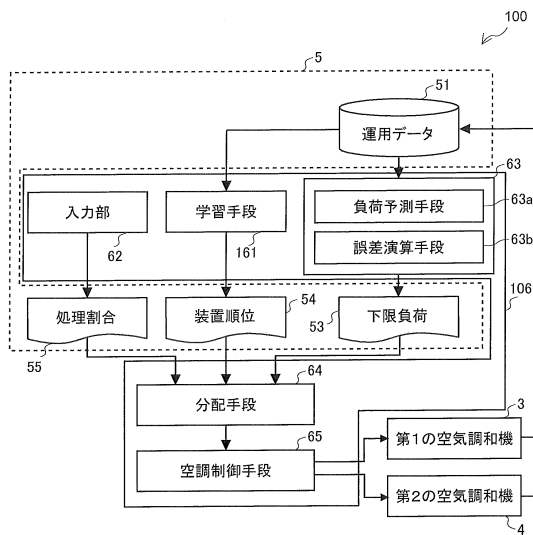 100
5
51
運用データ
63
入力部
62
学習手段
161
負荷予測手段
63a
誤差演算手段
63b
処理割合
55
装置順位
54
下限負荷
53
106
分配手段
64
空調制御手段
65
第1の空気調和機
3
第2の空気調和機
4